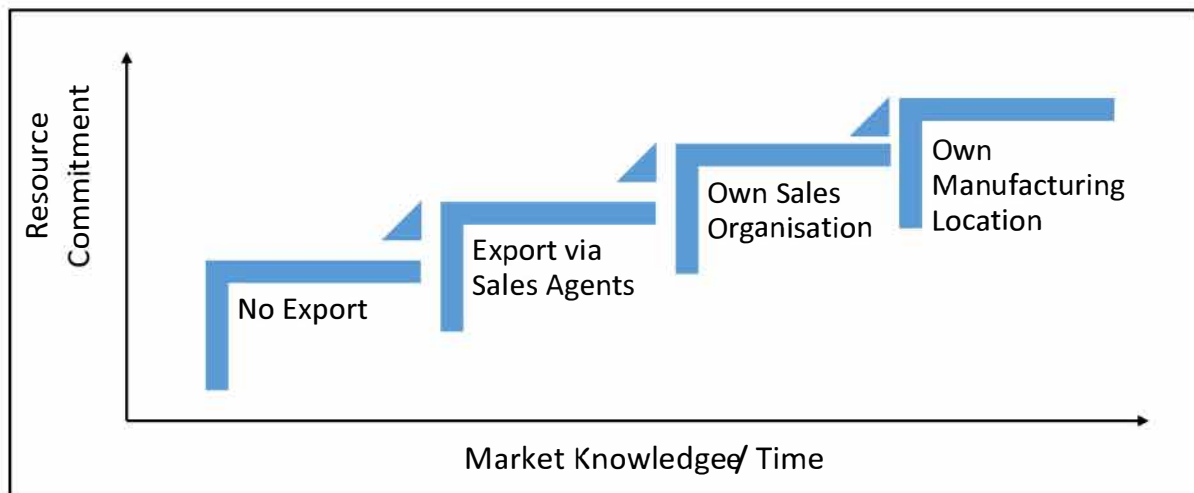 Resource
Commitment
No Export
Export via
Sales Agents
Own Sales
Organisation
Own
Manufacturing
Location
Market Knowledgee/ Time